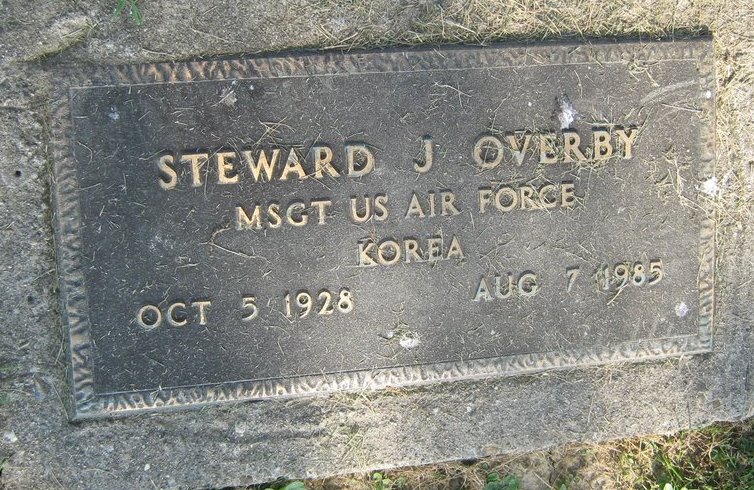 STEWARD J OVERBY
MSGT US AIR FORCE
KOREA
OCT 5 1928 AUG 7 1985